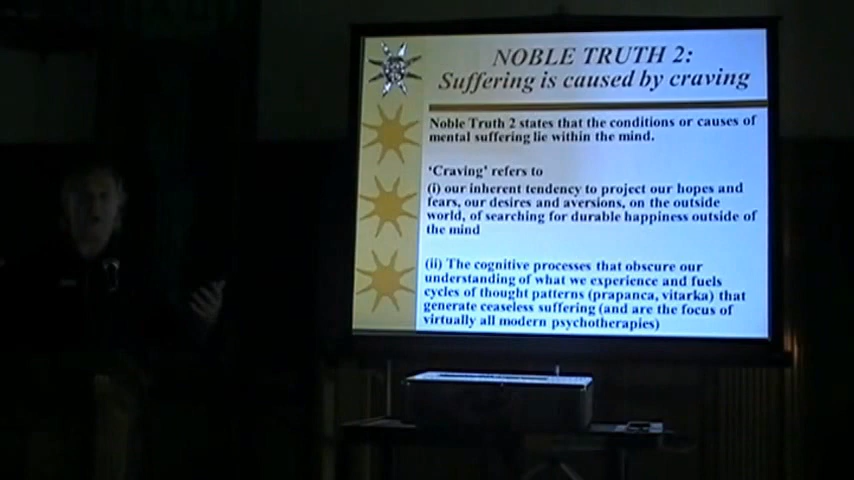 NOBLE TRUTH 2:
Suffering is caused by craving
Noble Truth 2 states that the conditions or causes of
mental suffering lie within the mind.
‘Craving’ refers to
(i) our inherent tendency to project our hopes and
fears, our desires and aversions, on the outside
world, of searching for durable happiness outside of
the mind
(ii) The cognitive processes that obscure our
understanding of what we experience and fuels
cycles of thought patterns (prapanca, vitarka) that
generate ceaseless suffering (and are the focus of
virtually all modern psychotherapies)